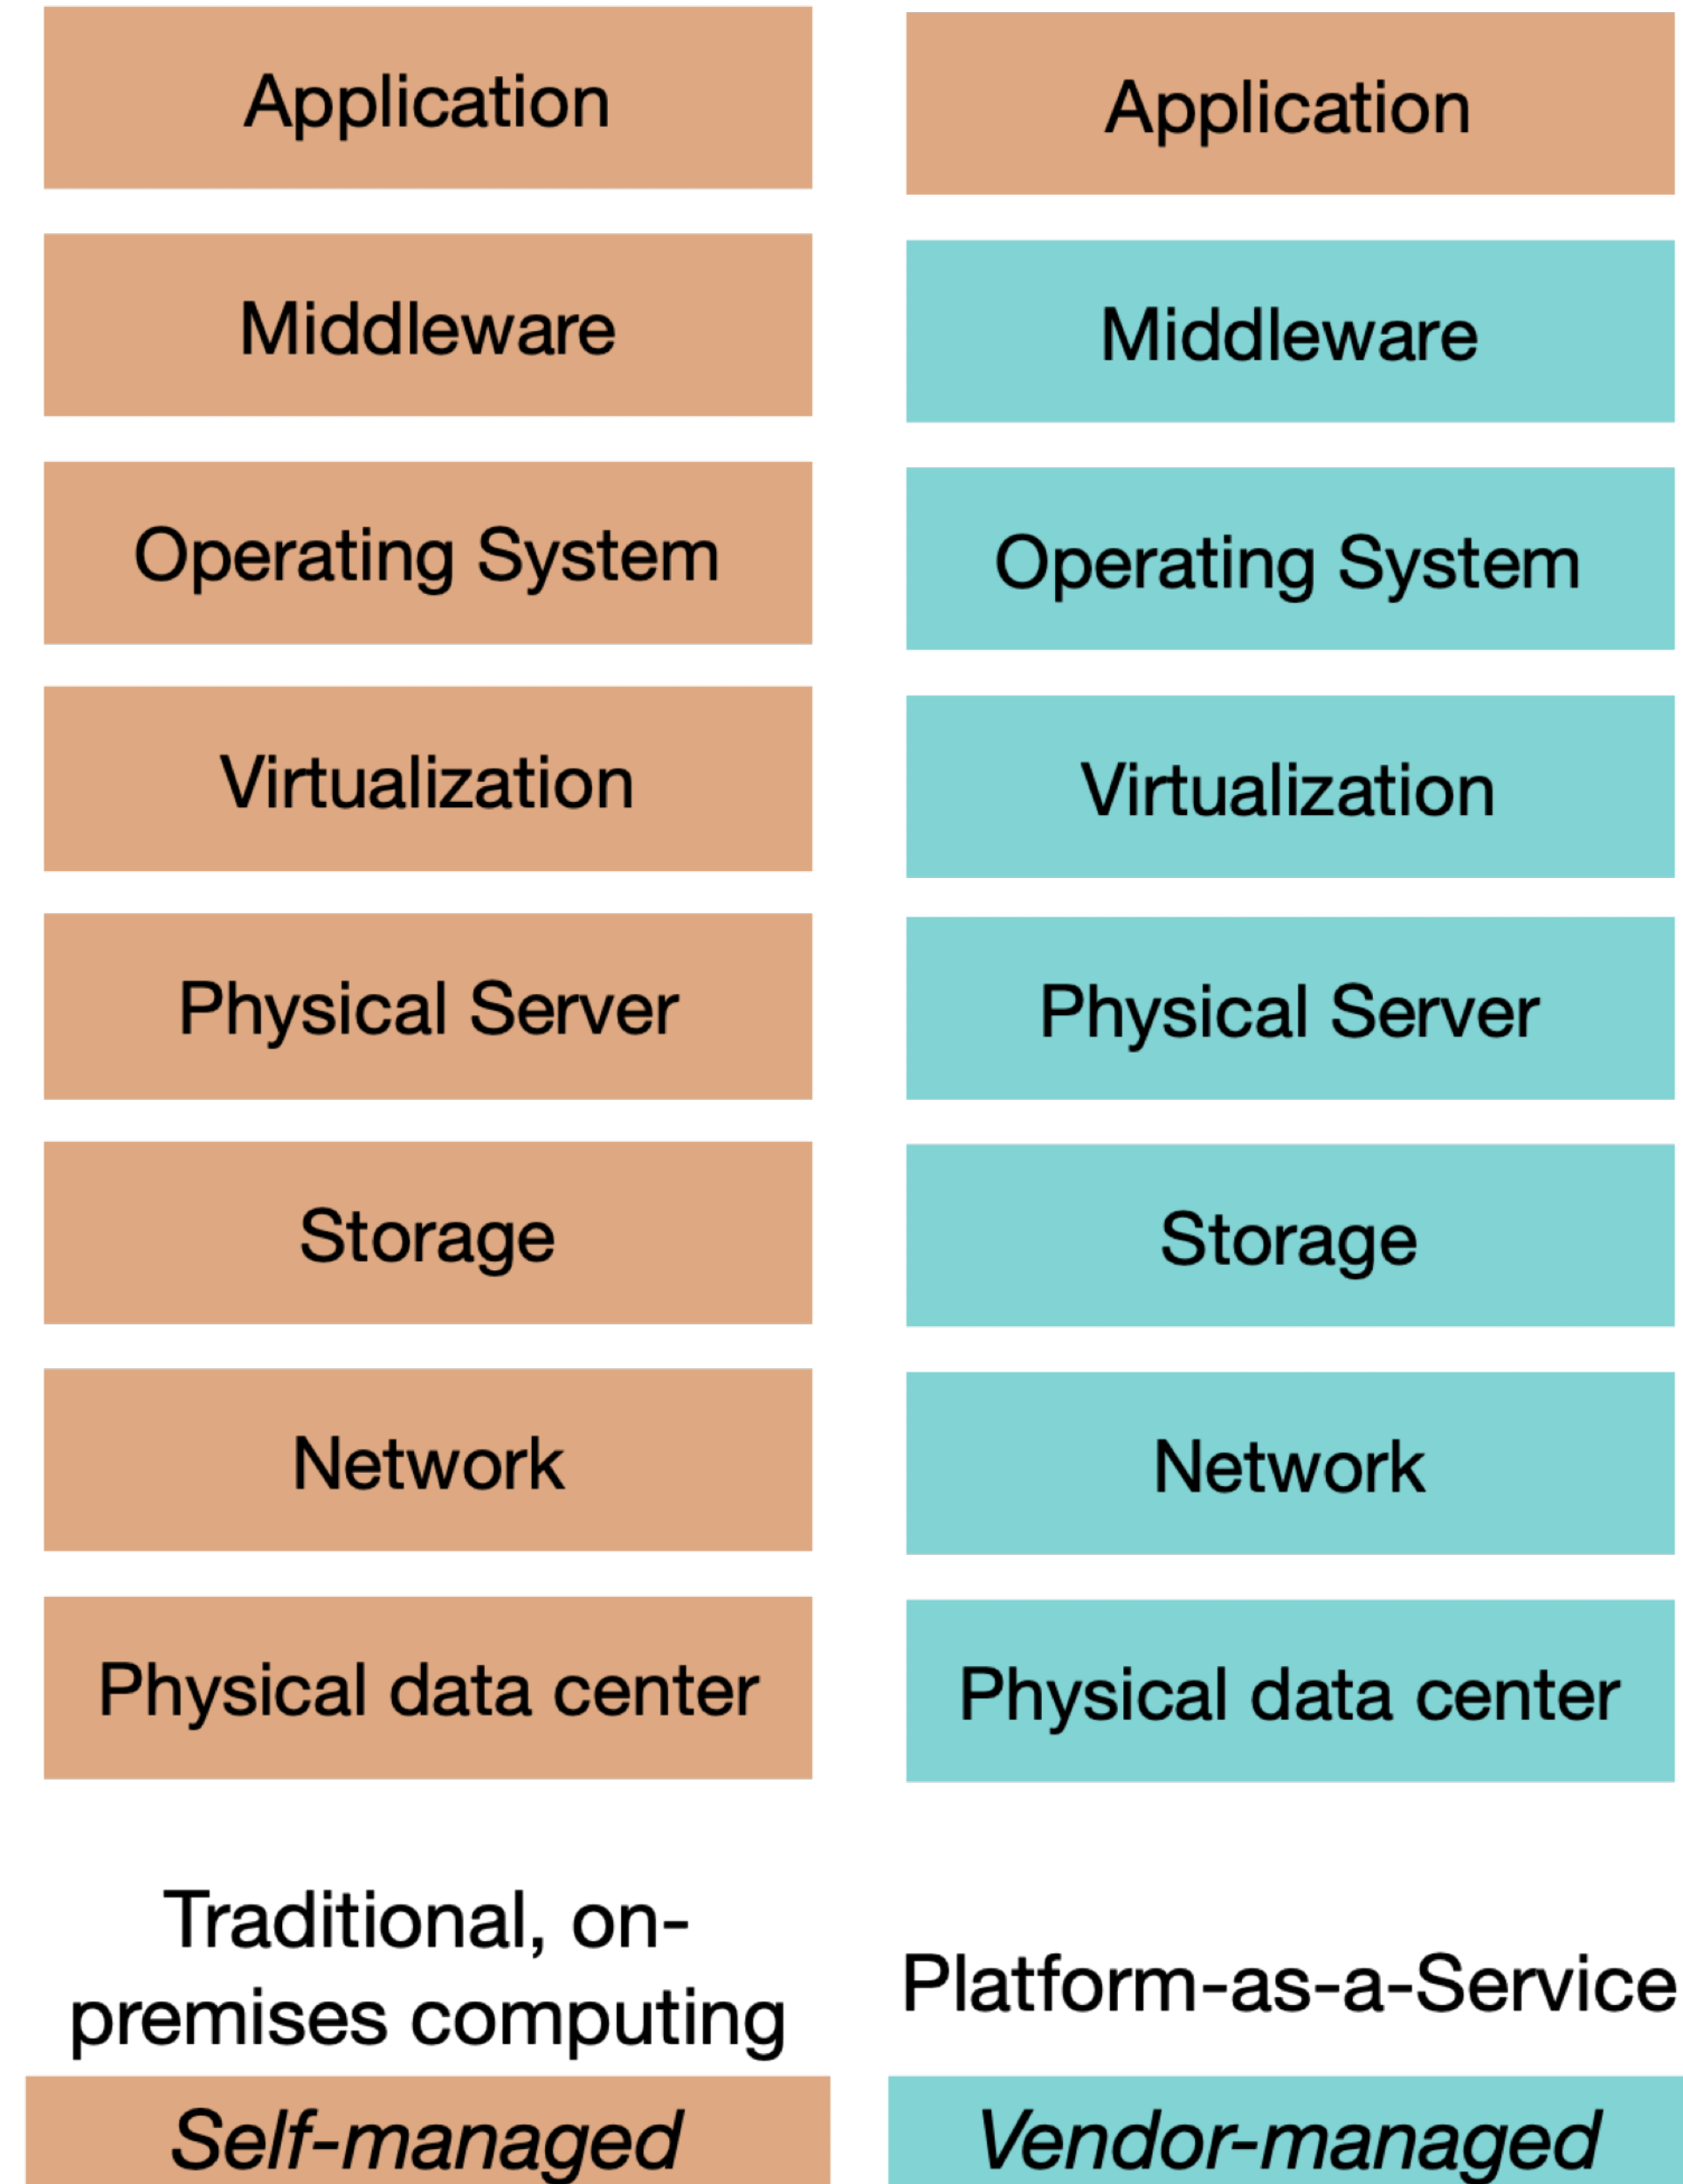 Application
Middleware
Operating System
Virtualization
Physical Server
Storage
Network
Physical data center
Traditional, on-
premises computing
Self-managed
Application
Middleware
Operating System
Virtualization
Physical Server
Storage
Network
Physical data center
Platform-as-a-Service
Vendor-managed